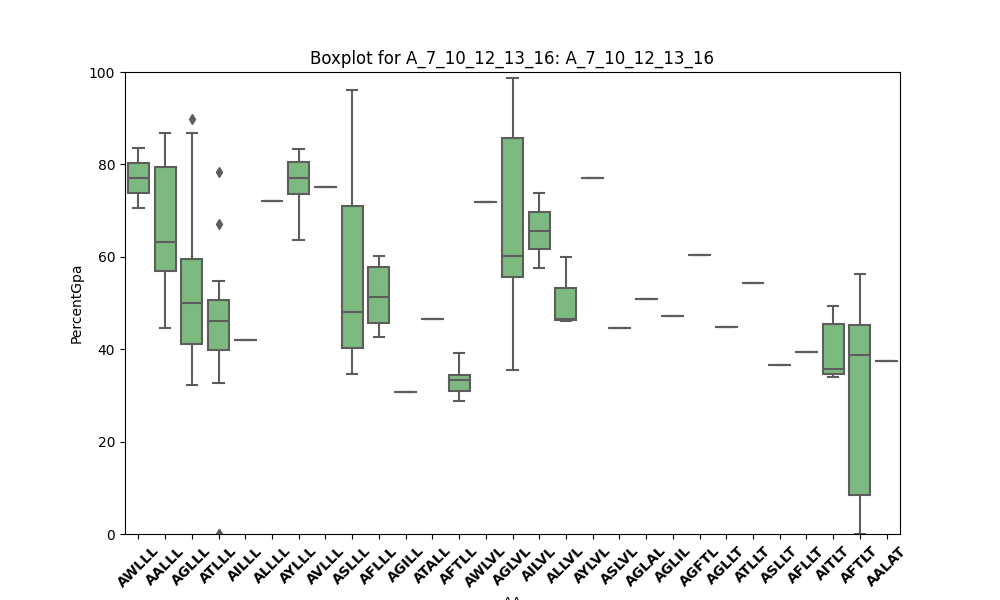 Boxplot for A_7_10_12_13_16: A_7_10_12_13_16
PercentGpa
100
80
60
40
20
0
AWLLL
AALLL
AGLLL
ATLLL
AILLL
ALLLL
AYLLL
AVLLL
ASLLL
AFLLL
AGILL
ATALL
AFTLL
AWLVL
AGLVL
AILVL
ALLVL
AYLVL
ASLVL
AGLAL
AGLIL
AGFTL
AGLLT
ATLLT
ASLLT
AFLLT
AITLT
AFTLT
AALAT
AA